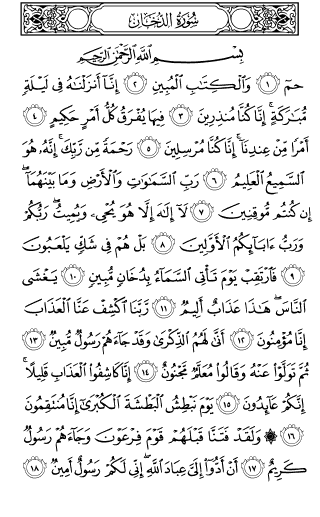 سُورَةُ الدُّخَانِ
بِسْمِ اللَّهِ الرَّحْمَٰنِ الرَّحِيمِ
حمٓ ١ وَالْكِتَابِ الْمُبِينِ ٢ إِنَّا أَنزَلْنَاهُ فِي لَيْلَةٍ
مُّبَارَكَةٍ ۚ إِنَّا كُنَّا مُنذِرِينَ ٣ فِيهَا يُفْرَقُ كُلُّ أَمْرٍ حَكِيمٍ ٤
أَمْرًا مِّنْ عِندِنَا ۚ إِنَّا كُنَّا مُرْسِلِينَ ٥ رَحْمَةً مِّن رَّبِّكَ ۚ إِنَّهُ هُوَ
السَّمِيعُ الْعَلِيمُ ٦ رَبِّ السَّمَاوَاتِ وَالْأَرْضِ وَمَا بَيْنَهُمَا ۖ
إِن كُنتُم مُّوقِنِينَ ٧ لَا إِلَٰهَ إِلَّا هُوَ يُحْيِي وَيُمِيتُ ۖ رَبُّكُمْ
وَرَبُّ ءَابَائِكُمُ الْأَوَّلِينَ ٨ بَلْ هُمْ فِي شَكٍّ يَلْعَبُونَ
٩ فَارْتَقِبْ يَوْمَ تَأْتِي السَّمَاءُ بِدُخَانٍ مُّبِينٍ ١٠ يَغْشَى
النَّاسَ ۖ هَٰذَا عَذَابٌ أَلِيمٌ ١١ رَّبَّنَا اكْشِفْ عَنَّا الْعَذَابَ
إِنَّا مُؤْمِنُونَ ١٢ أَنَّىٰ لَهُمُ الذِّكْرَىٰ وَقَدْ جَاءَهُمْ رَسُولٌ مُّبِينٌ ١٣
ثُمَّ تَوَلَّوْا عَنْهُ وَقَالُوا مُعَلَّمٌ مَّجْنُونٌ ١٤ إِنَّا كَاشِفُوا الْعَذَابِ قَلِيلًا ۚ
إِنَّكُمْ عَائِدُونَ ١٥ يَوْمَ نَبْطِشُ الْبَطْشَةَ الْكُبْرَىٰ إِنَّا مُنتَقِمُونَ
١٦ ۞ وَلَقَدْ فَتَنَّا قَبْلَهُمْ قَوْمَ فِرْعَوْنَ وَجَاءَهُمْ رَسُولٌ
كَرِيمٌ ١٧ أَنْ أَدُّوا إِلَيَّ عِبَادَ اللَّهِ ۖ إِنِّي لَكُمْ رَسُولٌ أَمِينٌ ١٨